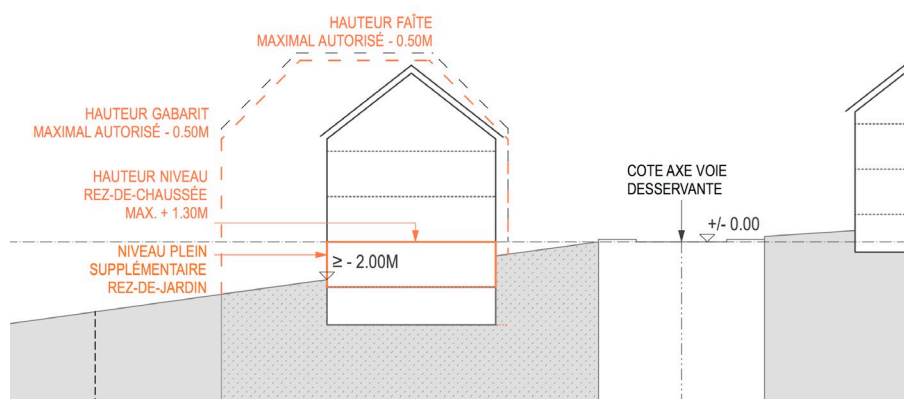 HAUTEUR FAÎTE
MAXIMAL AUTORISÉ - 0.50M
HAUTEUR GABARIT
MAXIMAL AUTORISÉ - 0.50M
HAUTEUR NIVEAU
REZ-DE-CHAUSSÉE
MAX. + 1.30M
COTE AXE VOIE
DESSERVANTE
+/- 0.00
NIVEAU PLEIN
SUPPLÉMENTAIRE
REZ-DE-JARDIN
≥ - 2.00M